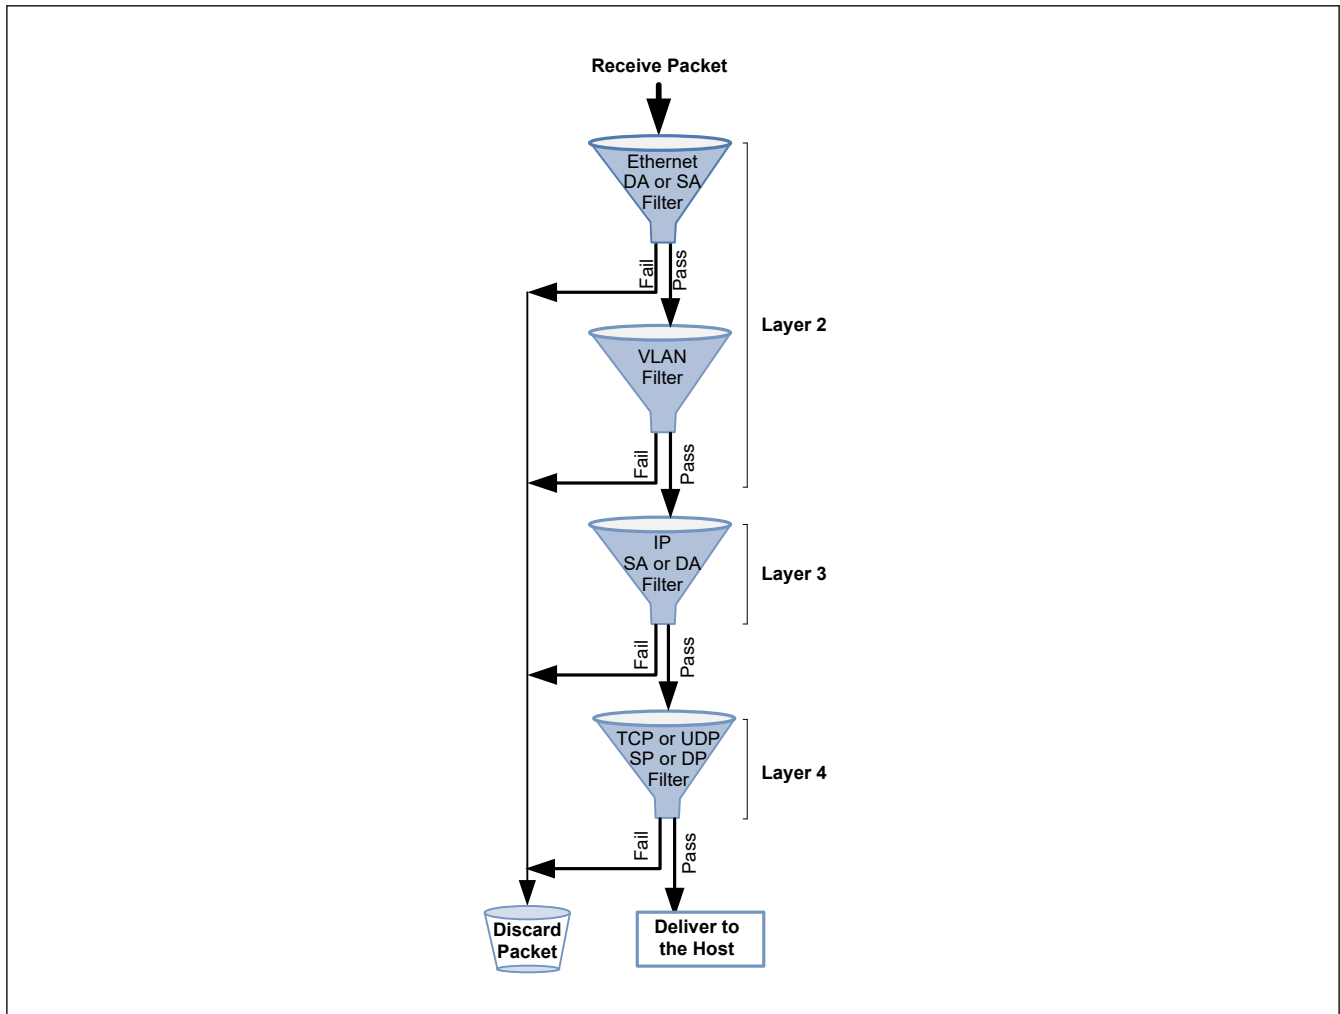 Receive Packet
Ethernet
DA or SA
Filter
Fail
Pass
VLAN
Filter
Layer 2
Fail
Pass
IP
SA or DA
Filter
Layer 3
Fail
Pass
TCP or UDP
SP or DP
Filter
Layer 4
Fail
Pass
Discard
Packet
Deliver to
the Host